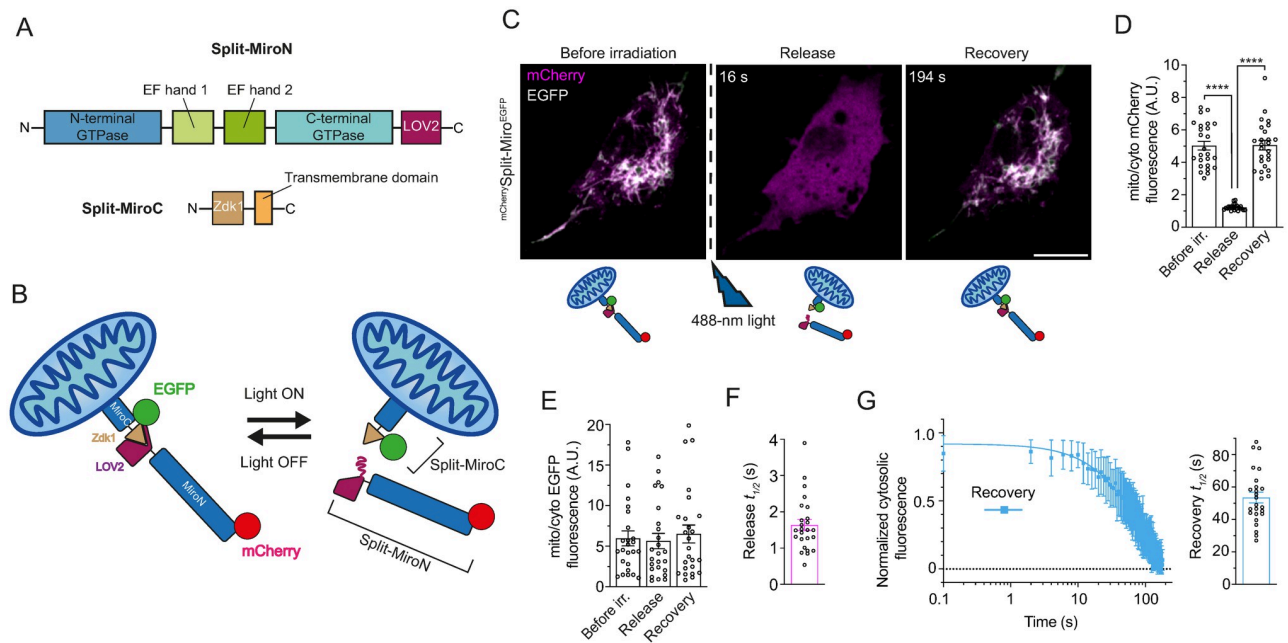 A
Split-MiroN
EF hand 1
EF hand 2
N
N-terminal
GTPase
C-terminal
GTPase
LOV2
C
Transmembrane domain
Split-MiroC
N
Zdk1
C
B
EGFP
MiroC
Zdk1
LOV2
MiroN
mCherry
Light ON
Light OFF
Split-MiroC
Split-MiroN
C
Before irradiation
Release
Recovery
mCherrySplit-MiroEGFP
mCherry
EGFP
16 s
194 s
488-nm light
D
mito/cyto mCherry
fluorescence (A.U.)
10
8
6
4
2
0
****
****
Before irr.
Release
Recovery
E
mito/cyto EGFP
fluorescence (A.U.)
20
15
10
5
0
Before irr.
Release
Recovery
F
Release t1/2 (s)
4
3
2
1
0
G
Normalized cytosolic
fluorescence
1.0
0.5
0
Recovery
0.1
1
10
100
Time (s)
Recovery t1/2 (s)
80
60
40
20
0